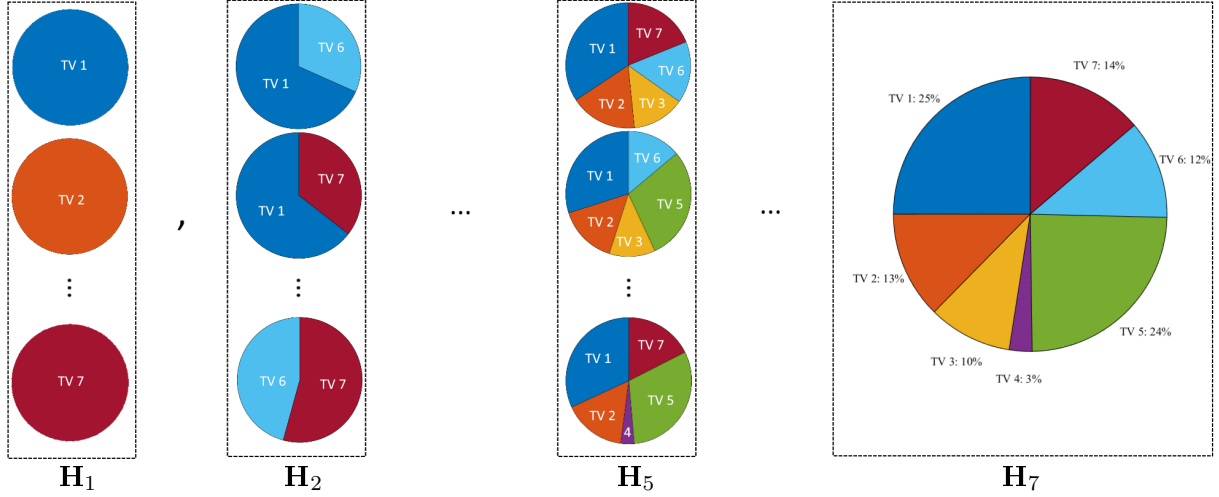 TV 1
TV 2
⋮
TV 7
H1
,
TV 6
TV 1
TV 7
TV 1
⋮
TV 6
TV 7
H2
...
TV 7
TV 1
TV 6
TV 2
TV 3
TV 6
TV 1
TV 5
TV 2
TV 3
⋮
TV 7
TV 1
TV 5
TV 2
4
H5
...
TV 7: 14%
TV 1: 25%
TV 6: 12%
TV 2: 13%
TV 5: 24%
TV 3: 10%
TV 4: 3%
H7